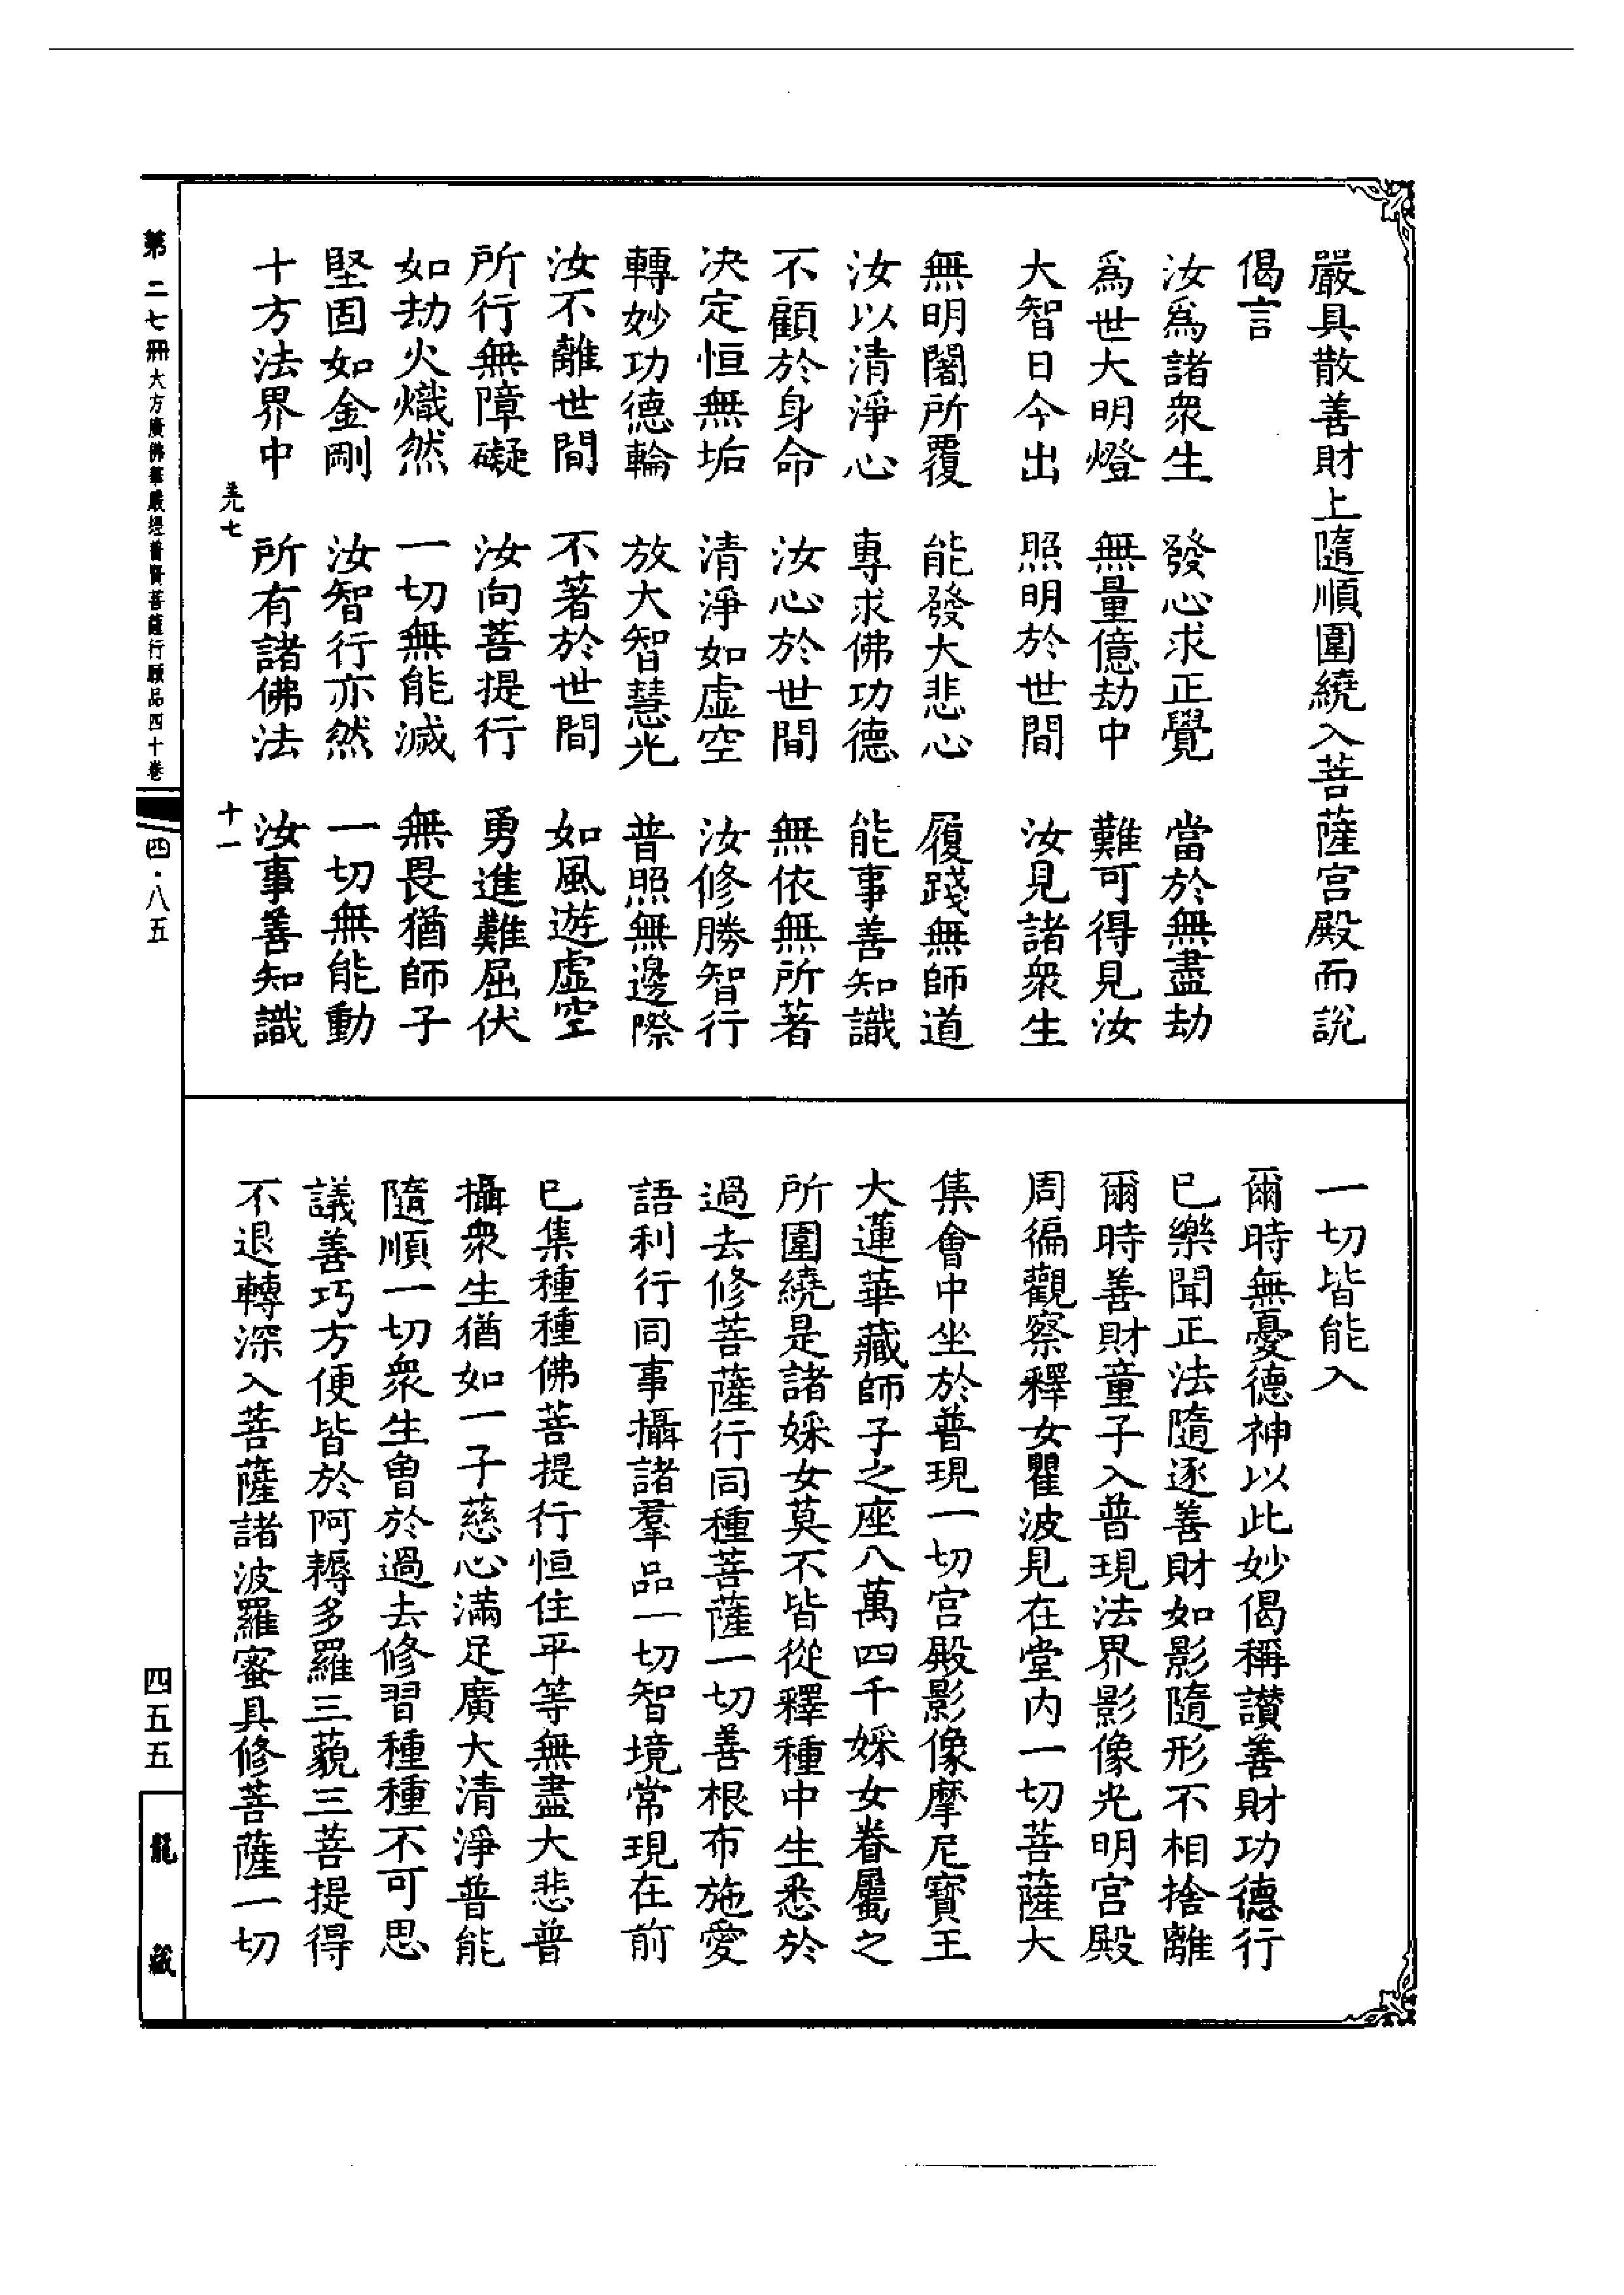 嚴具散善財上隨順圍繞入菩薩宮殿而說
偈言
汝爲諸衆生　發心求正覺　當於無盡劫
爲世大明燈　無量億劫中　難可得見汝
大智日今出　照明於世間　汝見諸衆生
無明闇所覆　能發大悲心　履踐無師道
汝以清淨心　專求佛功德　能事善知識
不顧於身命　汝心於世間　無依無所著
決定恒無垢　清淨如虛空　汝修勝智行
轉妙功德輪　放大智慧光　普照無邊際
汝不離世間　不著於世間　如風遊虛空
所行無障礙　汝向菩提行　勇進難屈伏
如劫火熾然　一切無能滅　無畏猶師子
堅固如金剛　汝智行亦然　一切無能動
十方法界中　所有諸佛法　汝事善知識
羌七　十一
一切皆能入
爾時無憂德神以此妙偈稱讚善財功德行
已樂聞正法隨逐善財如影隨形不相捨離
爾時善財童子入普現法界影像光明宮殿
周徧觀察釋女瞿波見在堂內一切菩薩大
集會中坐於普現一切宮殿影像摩尼寶王
大蓮華藏師子之座八萬四千婇女眷屬之
所圍繞是諸婇女莫不皆從釋種中生悉於
過去修菩薩行同種菩薩一切善根布施愛
語利行同事攝諸羣品一切智境常現在前
已集種種佛菩提行恒住平等無盡大悲普
攝衆生猶如一子慈心滿足廣大清淨普能
隨順一切衆生曾於過去修習種種不可思
議善巧方便皆於阿耨多羅三藐三菩提得
不退轉深入菩薩諸波羅蜜具修菩薩一切
第二七冊大方廣佛華嚴經普賢菩薩行願品四十卷　四·八五
四五五
龍藏